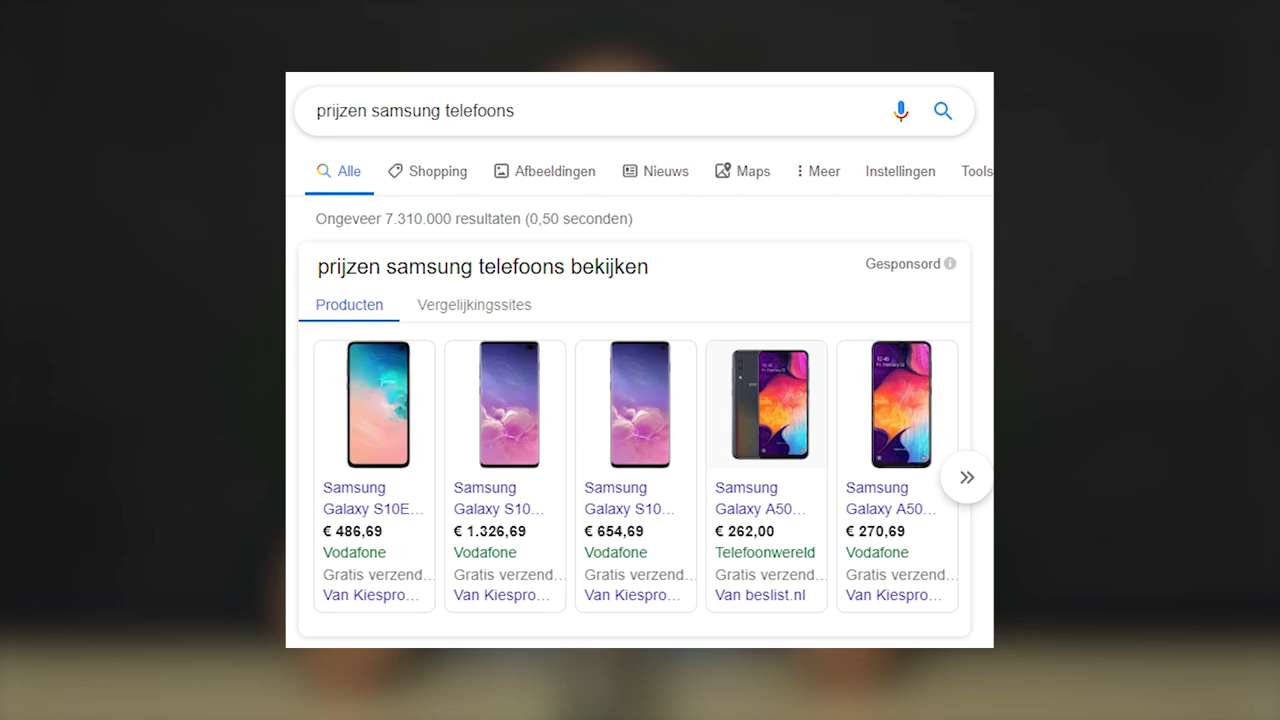 prijzen samsung telefoons
Alle Shopping Afbeeldingen Nieuws Maps Meer Instellingen Tools
Ongeveer 7.310.000 resultaten (0,50 seconden)
prijzen samsung telefoons bekijken
Gesponsord
Producten Vergelijkingssites
Samsung
Galaxy S10E...
€ 486,69
Vodafone
Gratis verzend...
Van Kiespro...
Samsung
Galaxy S10...
€ 1.326,69
Vodafone
Gratis verzend...
Van Kiespro...
Samsung
Galaxy S10...
€ 654,69
Vodafone
Gratis verzend...
Van Kiespro...
Samsung
Galaxy A50...
€ 262,00
Telefoonwereld
Gratis verzend...
Van beslist.nl
Samsung
Galaxy A50...
€ 270,69
Vodafone
Gratis verzend...
Van Kiespro...